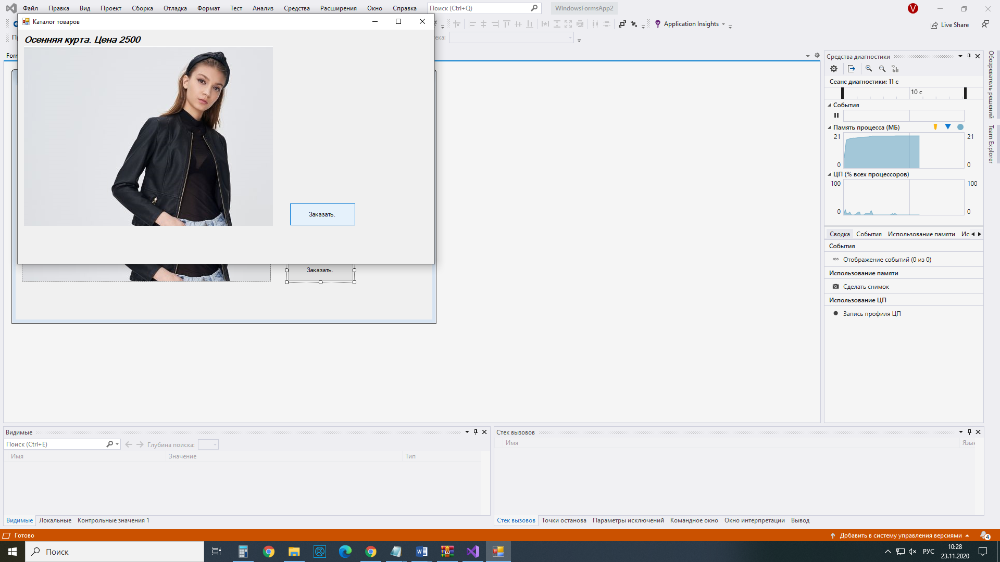 Файл Правка Вид Проект Сборка Отладка Формат Тест Анализ Средства Расширения Окно Справка Поиск (Ctrl+Q) WindowsFormsApp2 V
Каталог товаров
Application Insights Live Share
Осенняя курта. Цена 2500
Заказать.
Заказать.
Средства диагностики
Сеанс диагностики: 11 с
10 с
События
Память процесса (МБ)
21 21
0 0
ЦП (% всех процессоров)
100 100
0 0
Сводка События Использование памяти Ис
События
Отображение событий (0 из 0)
Использование памяти
Сделать снимок
Использование ЦП
Запись профиля ЦП
Обозреватель решений
Team Explorer
Видимые
Поиск (Ctrl+E) Глубина поиска:
Имя Значение Тип
Видимые Локальные Контрольные значения 1
Стек вызовов
Имя Язык
Стек вызовов Точки останова Параметры исключений Командное окно Окно интерпретации Вывод
Готово Добавить в систему управления версиями 4
Поиск РУС 10:28
23.11.2020